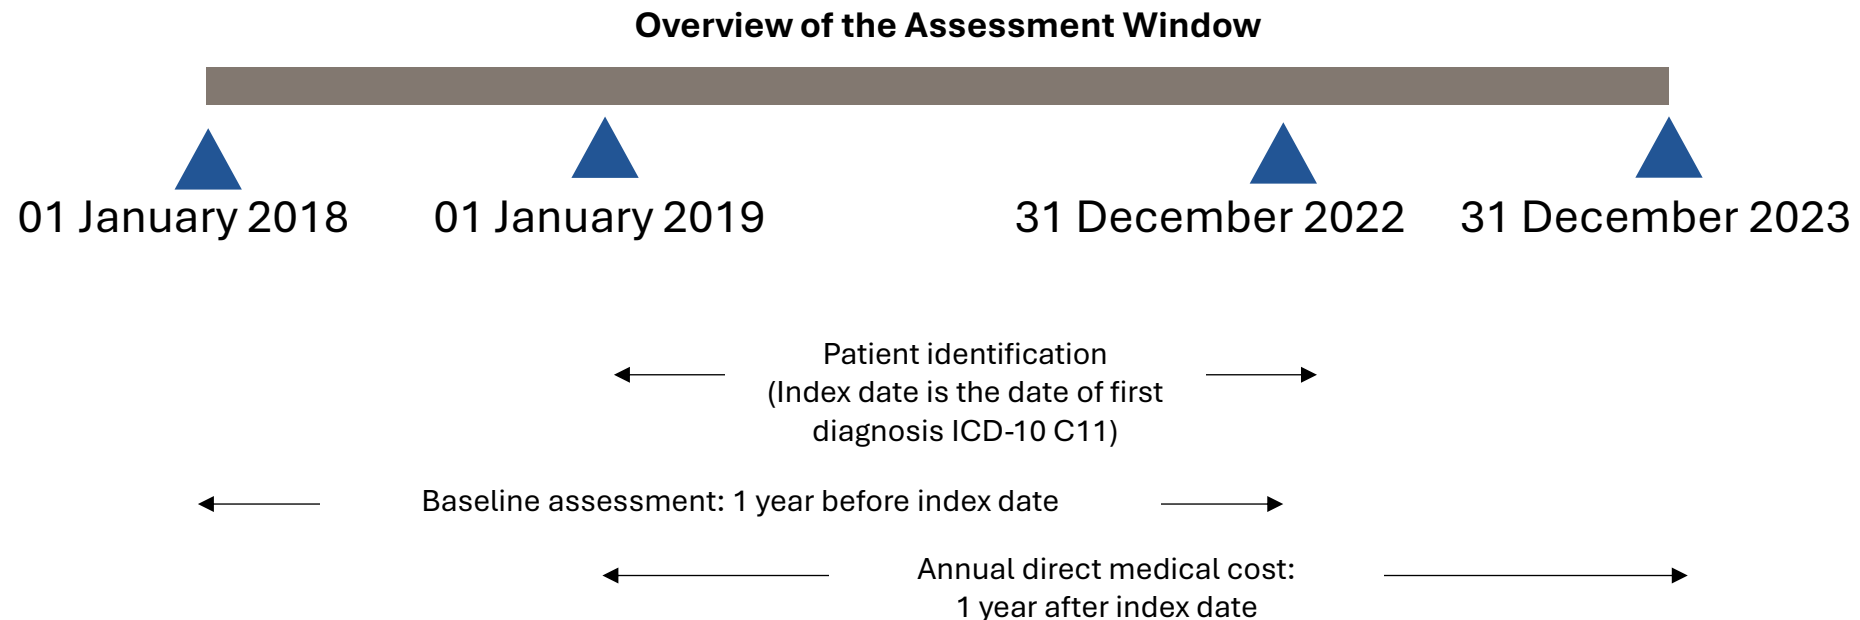 Overview of the Assessment Window
01 January 2018
01 January 2019
31 December 2022
31 December 2023
Patient identification
(Index date is the date of first
diagnosis ICD-10 C11)
Baseline assessment: 1 year before index date
Annual direct medical cost:
1 year after index date